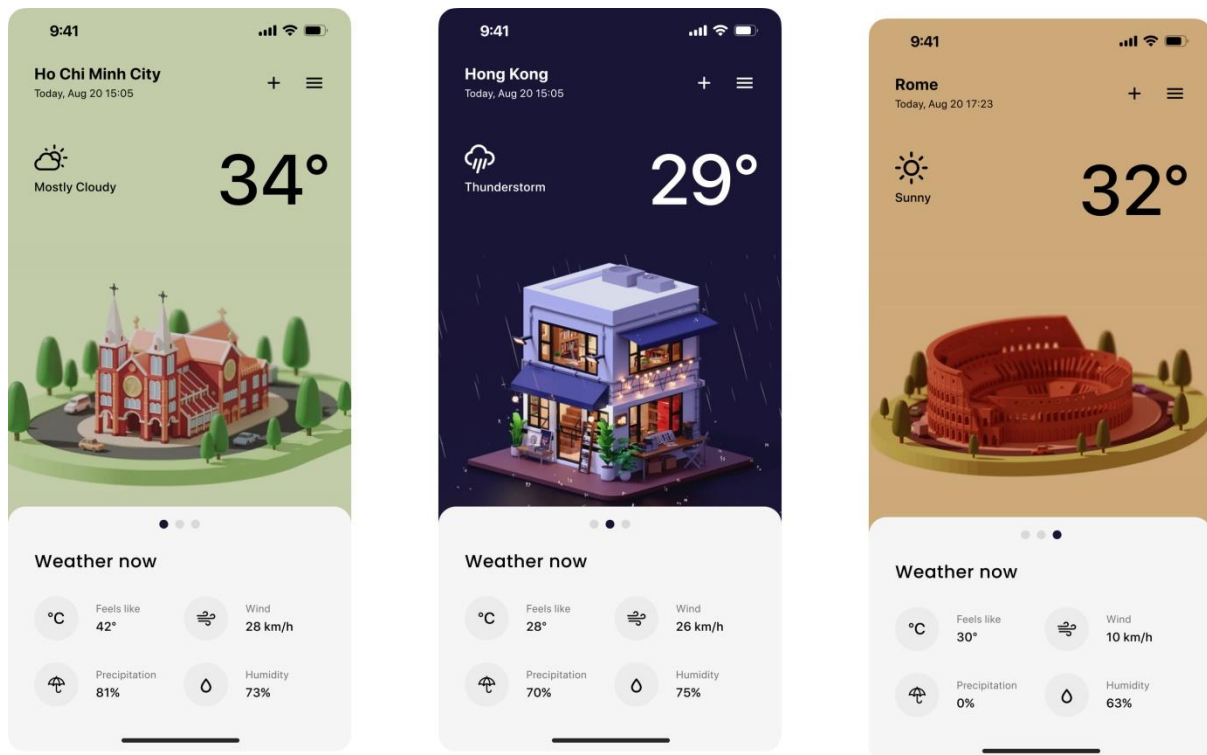 9:41
Ho Chi Minh City
Today, Aug 20 15:05
Mostly Cloudy
34°
Weather now
°C
Feels like
42°
Wind
28 km/h
Precipitation
81%
Humidity
73%
9:41
Hong Kong
Today, Aug 20 15:05
Thunderstorm
29°
Weather now
°C
Feels like
28°
Wind
26 km/h
Precipitation
70%
Humidity
75%
9:41
Rome
Today, Aug 20 17:23
Sunny
32°
Weather now
°C
Feels like
30°
Wind
10 km/h
Precipitation
0%
Humidity
63%